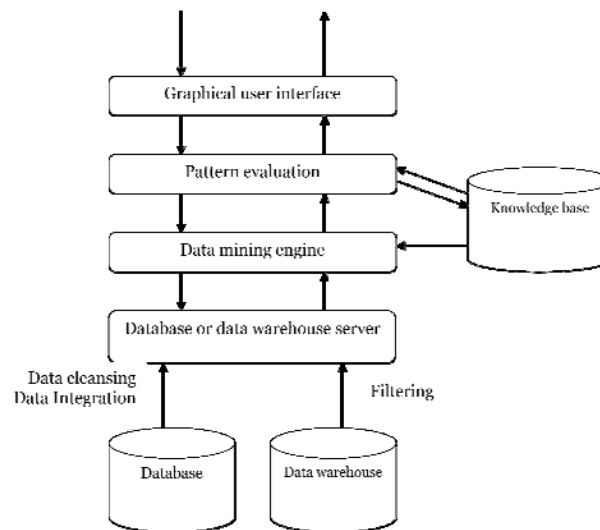 Graphical user interface
Pattern evaluation
Knowledge base
Data mining engine
Database or data warehouse server
Data cleansing
Data Integration
Filtering
Database
Data warehouse